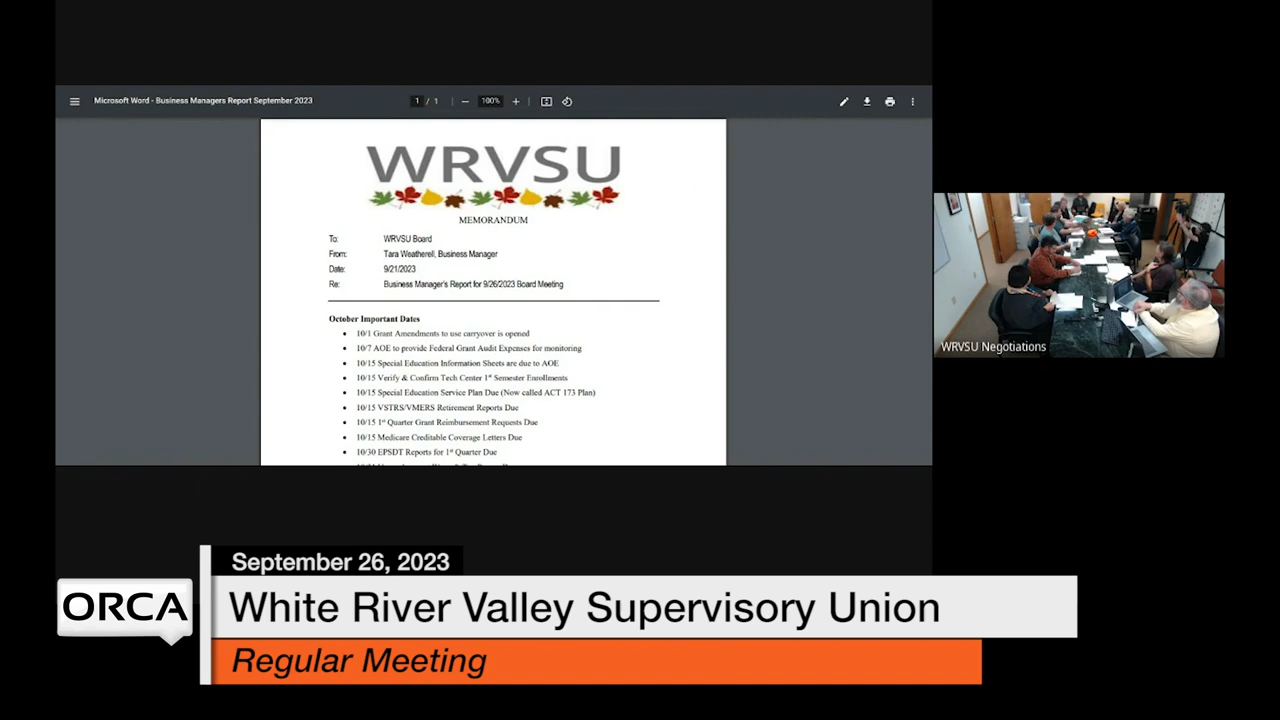 Microsoft Word - Business Managers Report September 2023
1 / 1
100%
WRVSU
MEMORANDUM
To: WRVSU Board
From: Tara Weatherell, Business Manager
Date: 9/21/2023
Re: Business Manager's Report for 9/26/2023 Board Meeting
October Important Dates
• 10/1 Grant Amendments to use carryover is opened
• 10/7 AOE to provide Federal Grant Audit Expenses for monitoring
• 10/15 Special Education Information Sheets are due to AOE
• 10/15 Verify & Confirm Tech Center 1st Semester Enrollments
• 10/15 Special Education Service Plan Due (Now called ACT 173 Plan)
• 10/15 VSTRS/VMERS Retirement Reports Due
• 10/15 1st Quarter Grant Reimbursement Requests Due
• 10/15 Medicare Creditable Coverage Letters Due
• 10/30 EPSDT Reports for 1st Quarter Due
WRVSU Negotiations
September 26, 2023
ORCA
White River Valley Supervisory Union
Regular Meeting